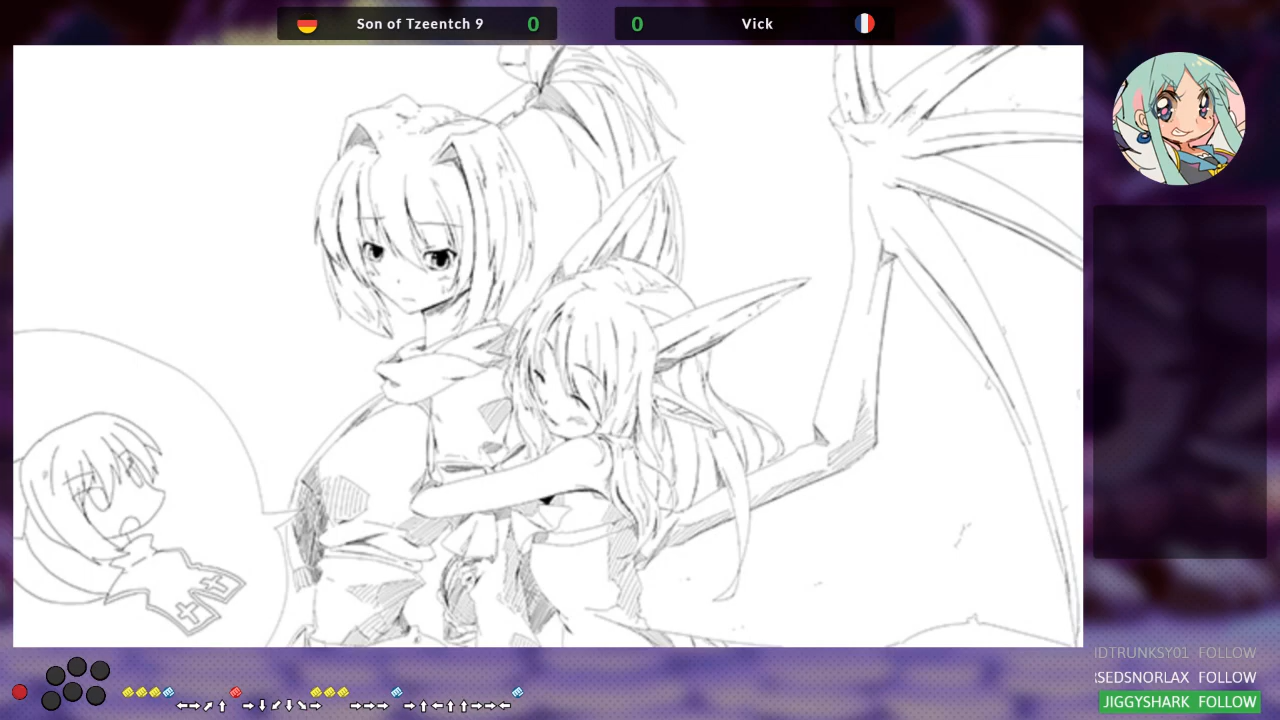 Son of Tzeentch 9 0
0 Vick
IDTRUNKSY01 FOLLOW
SEDSNORLAX FOLLOW
JIGGYSHARK FOLLOW